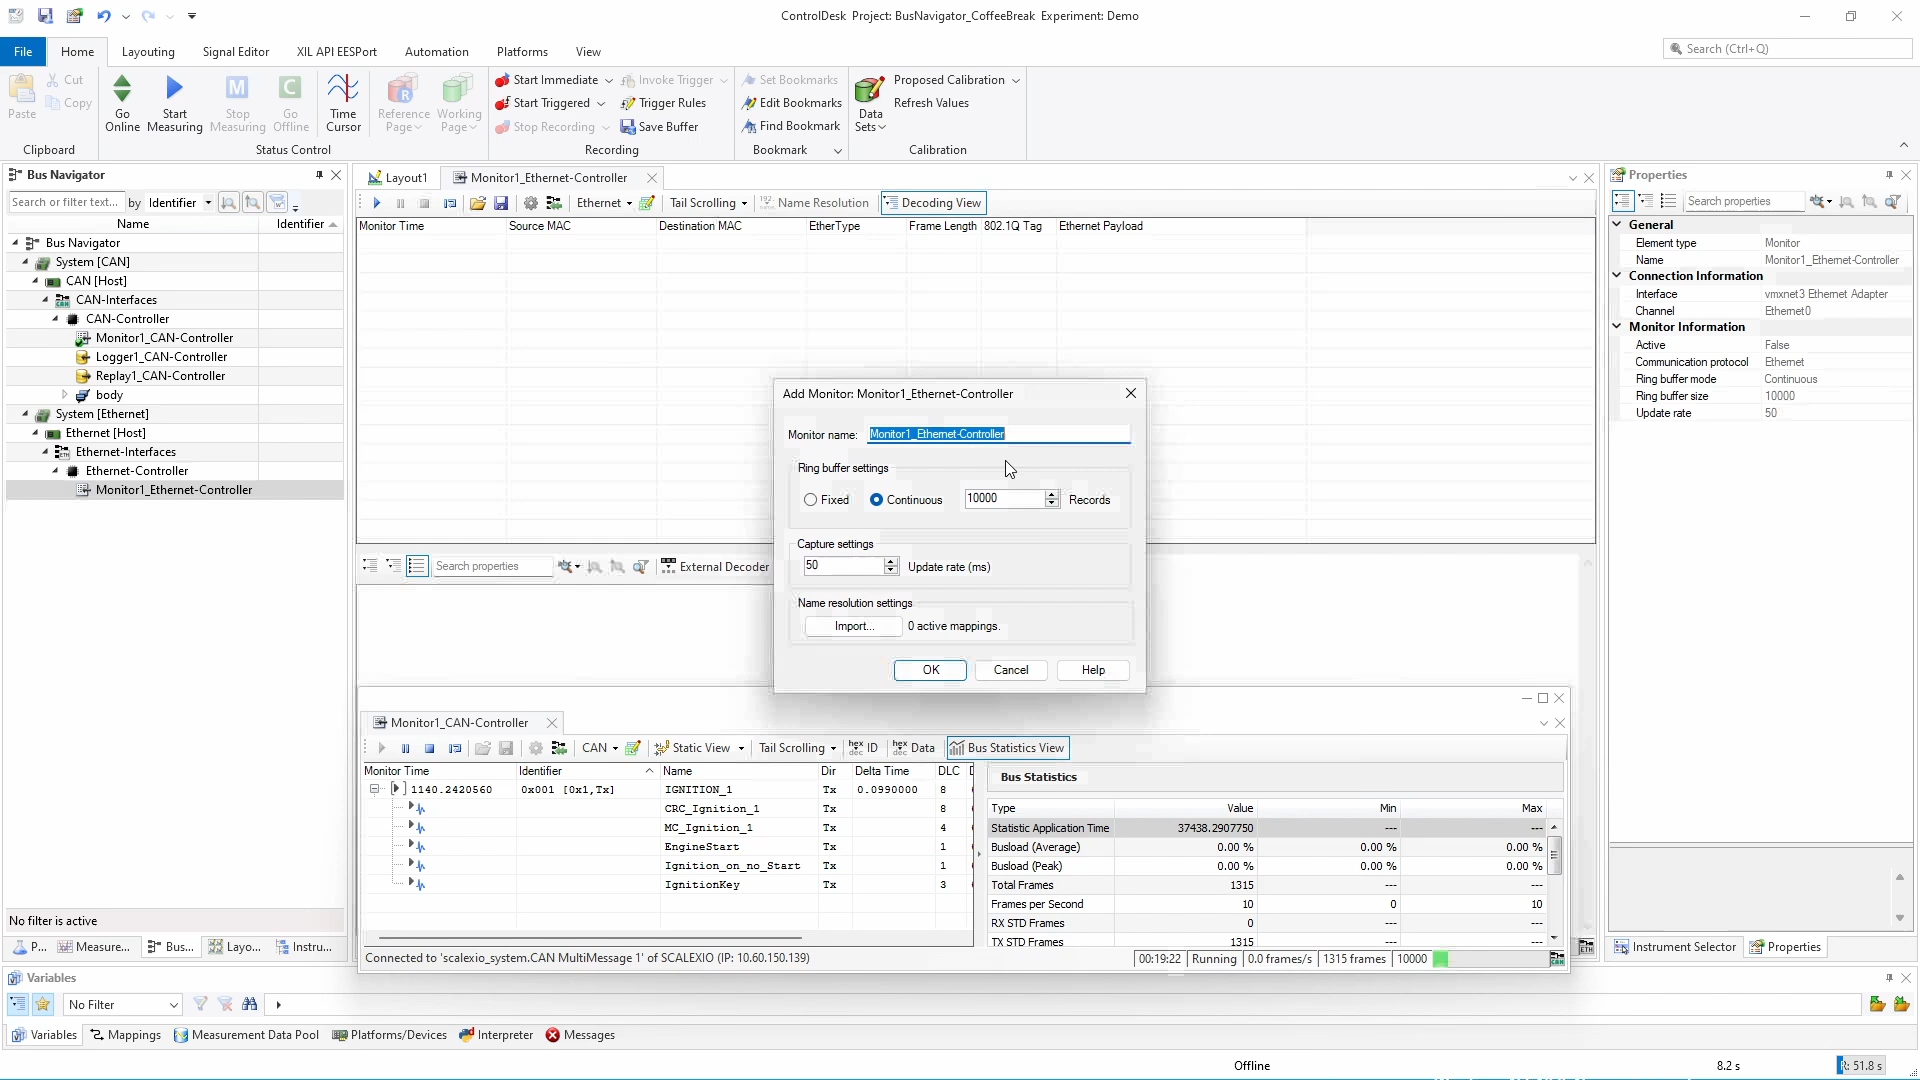 ControlDesk Project: BusNavigator_CoffeeBreak Experiment: Demo
File Home Layouting Signal Editor XIL API EESPort Automation Platforms View Search (Ctrl+Q)
Paste Cut Copy
Clipboard
Go Online Start Measuring Stop Measuring Go Offline Time Cursor Reference Page Working Page
Status Control
Start Immediate Invoke Trigger
Start Triggered Trigger Rules
Stop Recording Save Buffer
Recording
Set Bookmarks
Edit Bookmarks
Find Bookmark
Bookmark
Data Sets Proposed Calibration
Refresh Values
Calibration
Bus Navigator
Search or filter text... by Identifier
Name Identifier
Bus Navigator
System [CAN]
CAN [Host]
CAN-Interfaces
CAN-Controller
Monitor1_CAN-Controller
Logger1_CAN-Controller
Replay1_CAN-Controller
body
System [Ethernet]
Ethernet [Host]
Ethernet-Interfaces
Ethernet-Controller
Monitor1_Ethernet-Controller
No filter is active
P... Measure... Bus... Layo... Instru...
Layout1 Monitor1_Ethernet-Controller
Ethernet Tail Scrolling Name Resolution Decoding View
Monitor Time Source MAC Destination MAC EtherType Frame Length 802.1Q Tag Ethernet Payload
Search properties External Decoder
Add Monitor: Monitor1_Ethernet-Controller
Monitor name: Monitor1_Ethernet-Controller
Ring buffer settings
Fixed Continuous 10000 Records
Capture settings
50 Update rate (ms)
Name resolution settings
Import... 0 active mappings.
OK Cancel Help
Monitor1_CAN-Controller
CAN Static View Tail Scrolling hex dec ID hex dec Data Bus Statistics View
Monitor Time Identifier Name Dir Delta Time DLC
1140.2420560 0x001 [0x1,Tx] IGNITION_1 Tx 0.0990000 8
CRC_Ignition_1 Tx 8
MC_Ignition_1 Tx 4
EngineStart Tx 1
Ignition_on_no_Start Tx 1
IgnitionKey Tx 3
Bus Statistics
Type Value Min Max
Statistic Application Time 37438.2907750 --- ---
Busload (Average) 0.00 % 0.00 % 0.00 %
Busload (Peak) 0.00 % 0.00 % 0.00 %
Total Frames 1315 --- ---
Frames per Second 10 0 10
RX STD Frames 0 --- ---
TX STD Frames 1315 --- ---
Connected to 'scalexio_system.CAN MultiMessage 1' of SCALEXIO (IP: 10.60.150.139) 00:19:22 Running 0.0 frames/s 1315 frames 10000
Properties
Search properties
General
Element type Monitor
Name Monitor1_Ethernet-Controller
Connection Information
Interface vmxnet3 Ethernet Adapter
Channel Ethernet0
Monitor Information
Active False
Communication protocol Ethernet
Ring buffer mode Continuous
Ring buffer size 10000
Update rate 50
Instrument Selector Properties
Variables
No Filter
Variables Mappings Measurement Data Pool Platforms/Devices Interpreter Messages
Offline 8.2 s R: 51.8 s